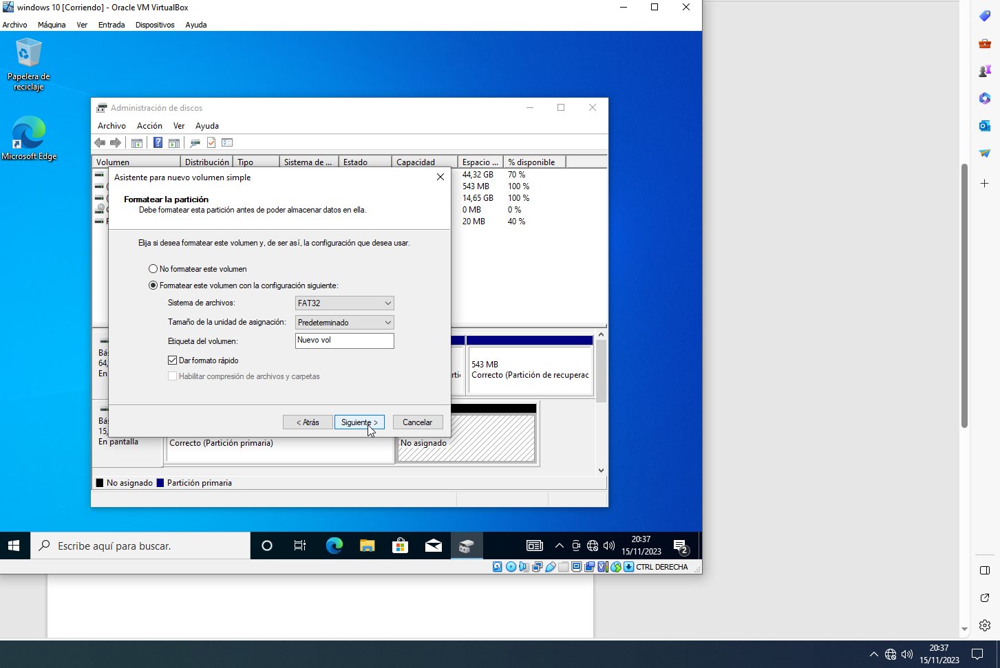 windows 10 [Corriendo] - Oracle VM VirtualBox
Archivo Máquina Ver Entrada Dispositivos Ayuda
Papelera de
reciclaje
Microsoft Edge
Administración de discos
Archivo Acción Ver Ayuda
Volumen Distribución Tipo Sistema de ... Estado Capacidad Espacio ... % disponible
44,32 GB 70 %
543 MB 100 %
14,65 GB 100 %
0 MB 0 %
20 MB 40 %
Asistente para nuevo volumen simple
Formatear la partición
Debe formatear esta partición antes de poder almacenar datos en ella.
Elija si desea formatear este volumen y, de ser así, la configuración que desea usar.
No formatear este volumen
Formatear este volumen con la configuración siguiente:
Sistema de archivos: FAT32
Tamaño de la unidad de asignación: Predeterminado
Etiqueta del volumen: Nuevo vol
Dar formato rápido
Habilitar compresión de archivos y carpetas
< Atrás Siguiente > Cancelar
Bás
64,
En
543 MB
Correcto (Partición de recuperac
Bás
15,
En pantalla
Correcto (Partición primaria)
No asignado
No asignado Partición primaria
Escribe aquí para buscar.
20:37
15/11/2023
2
CTRL DERECHA
20:37
15/11/2023